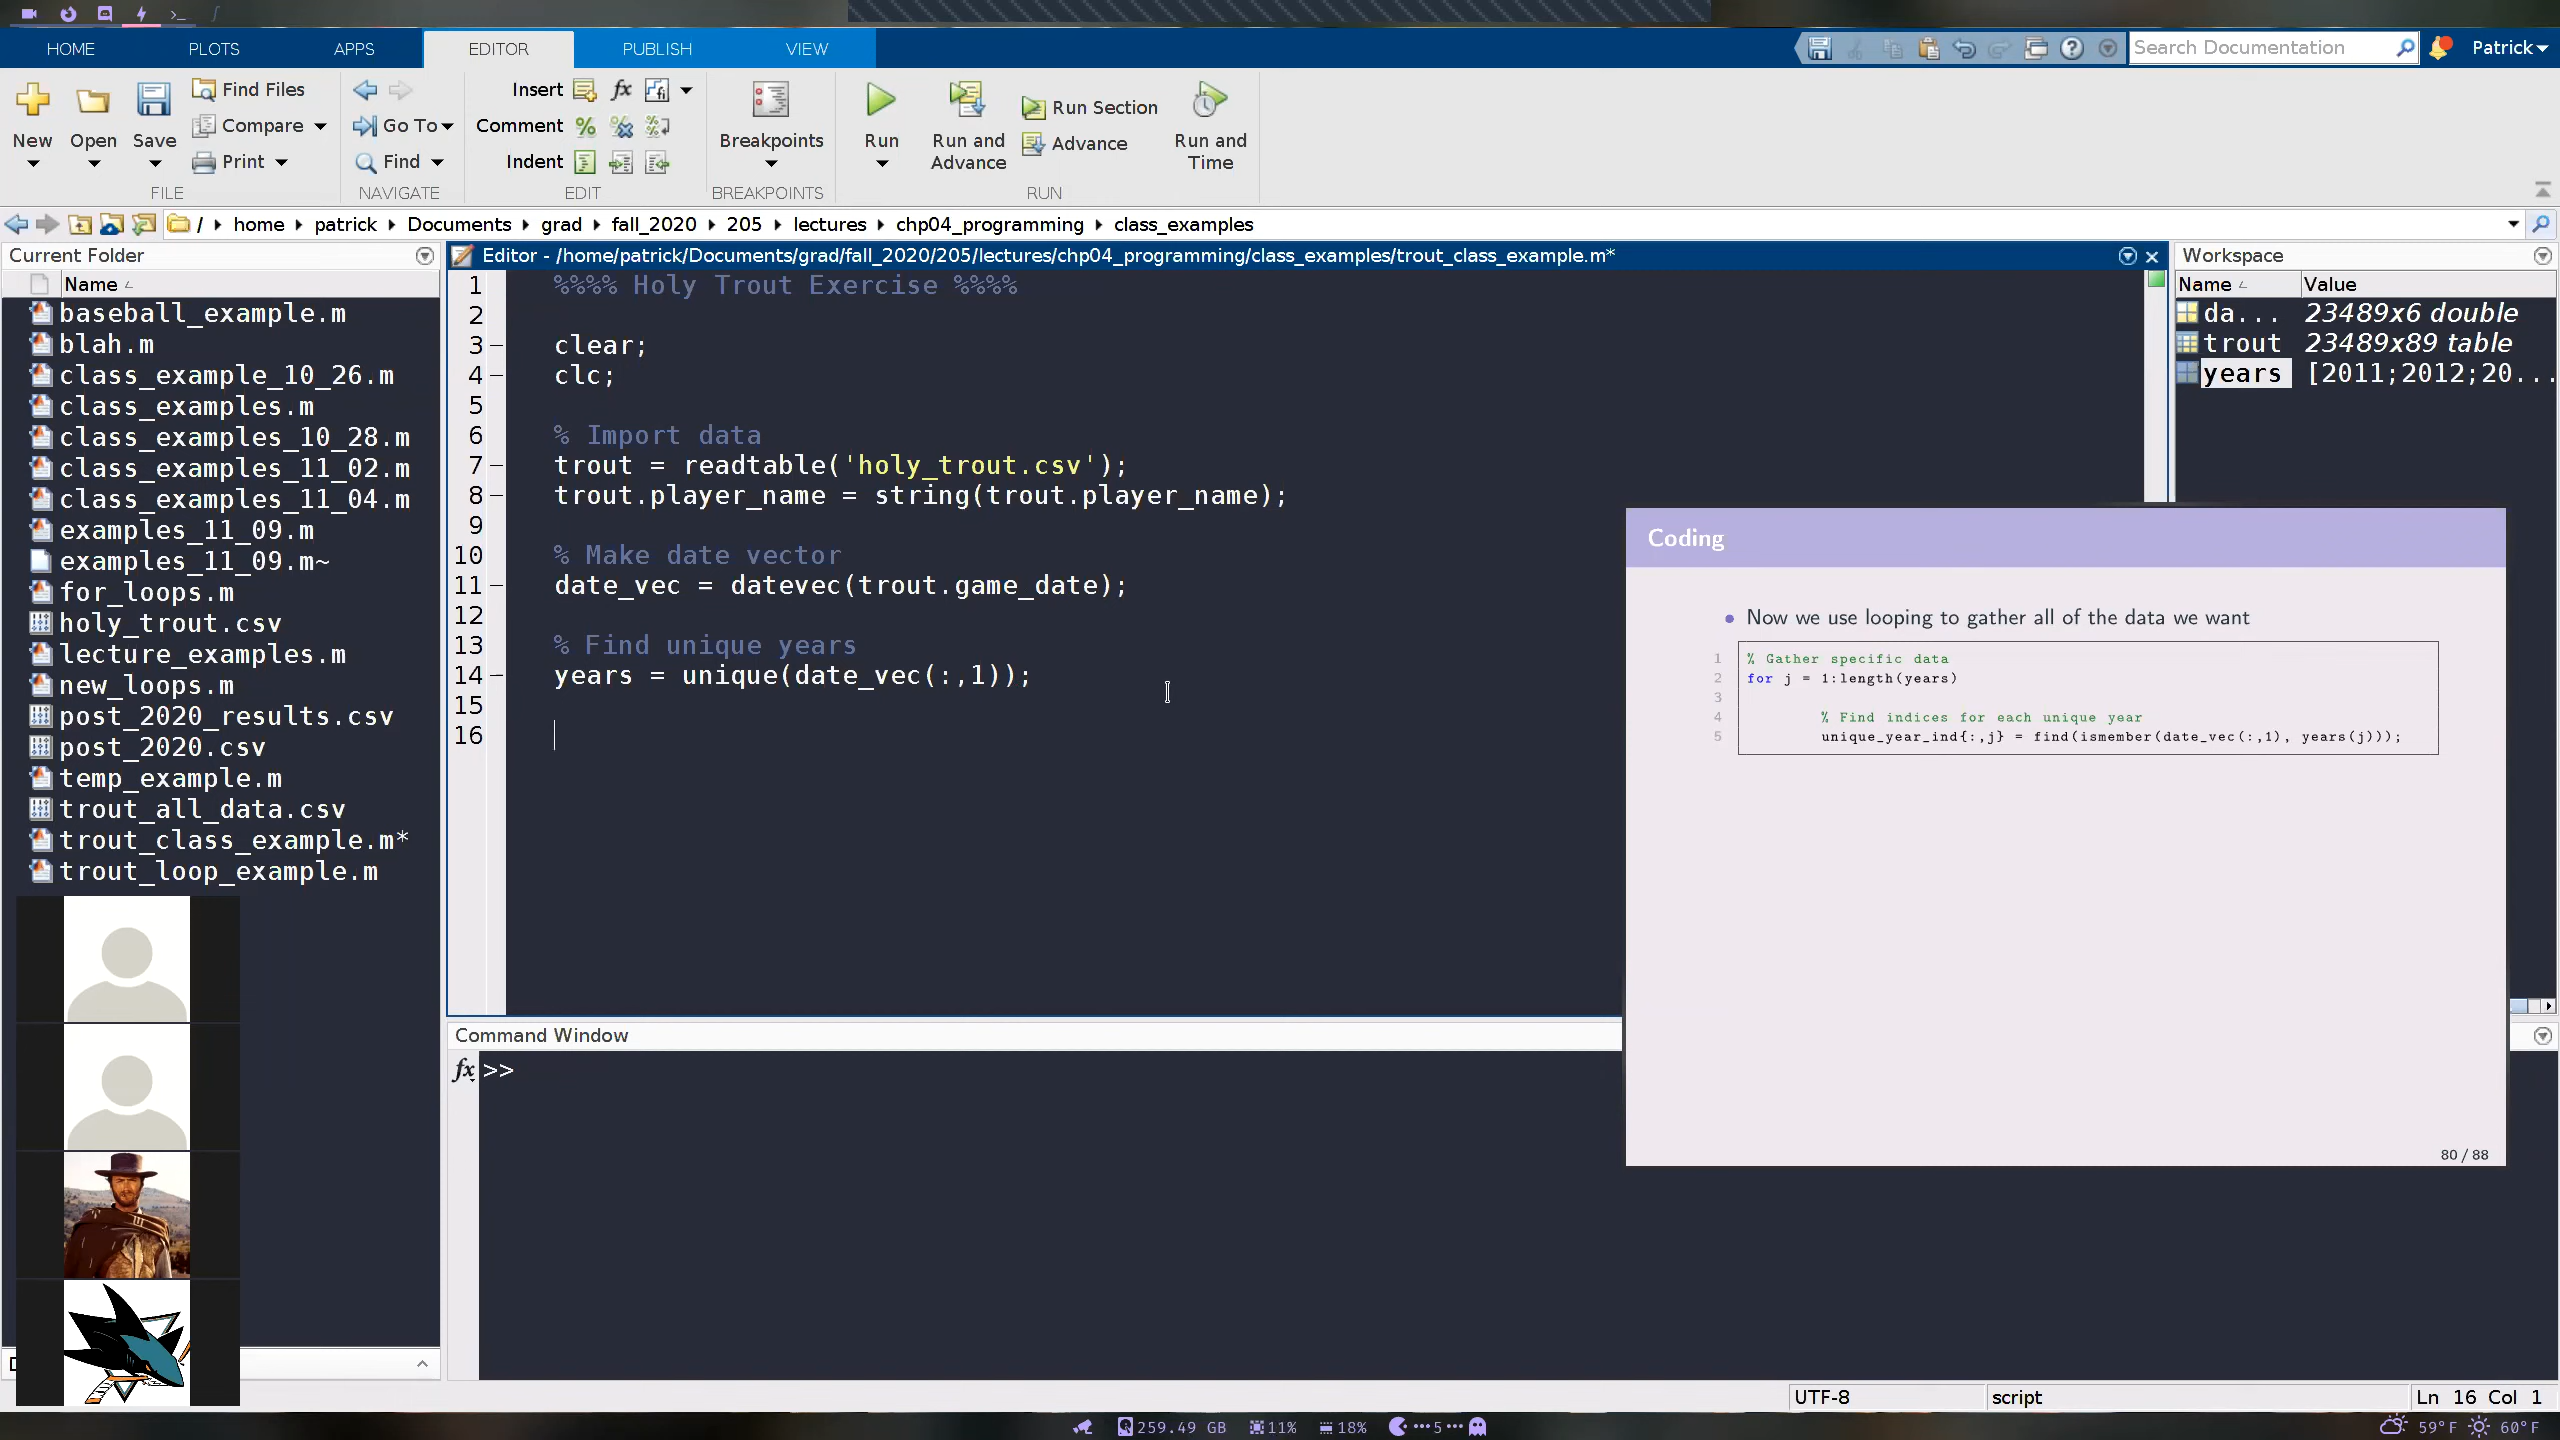 HOME PLOTS APPS EDITOR PUBLISH VIEW
Search Documentation
Patrick
New
Open
Save
Find Files
Compare
Print
FILE
Go To
Find
NAVIGATE
Insert fx
Comment
Indent
EDIT
Breakpoints
BREAKPOINTS
Run
Run and Advance
Run Section
Advance
Run and Time
RUN
/ home patrick Documents grad fall_2020 205 lectures chp04_programming class_examples
Current Folder
Name
baseball_example.m
blah.m
class_example_10_26.m
class_examples.m
class_examples_10_28.m
class_examples_11_02.m
class_examples_11_04.m
examples_11_09.m
examples_11_09.m~
for_loops.m
holy_trout.csv
lecture_examples.m
new_loops.m
post_2020_results.csv
post_2020.csv
temp_example.m
trout_all_data.csv
trout_class_example.m*
trout_loop_example.m
Editor - /home/patrick/Documents/grad/fall_2020/205/lectures/chp04_programming/class_examples/trout_class_example.m*
1 %%%% Holy Trout Exercise %%%%
2
3 clear;
4 clc;
5
6 % Import data
7 trout = readtable('holy_trout.csv');
8 trout.player_name = string(trout.player_name);
9
10 % Make date vector
11 date_vec = datevec(trout.game_date);
12
13 % Find unique years
14 years = unique(date_vec(:,1));
15
16
Workspace
Name Value
da... 23489x6 double
trout 23489x89 table
years [2011;2012;20...
Coding
Now we use looping to gather all of the data we want
1 % Gather specific data
2 for j = 1:length(years)
3
4 % Find indices for each unique year
5 unique_year_ind{:,j} = find(ismember(date_vec(:,1), years(j)));
80 / 88
Command Window
fx >>
UTF-8 script Ln 16 Col 1
259.49 GB 11% 18% 5 59°F 60°F